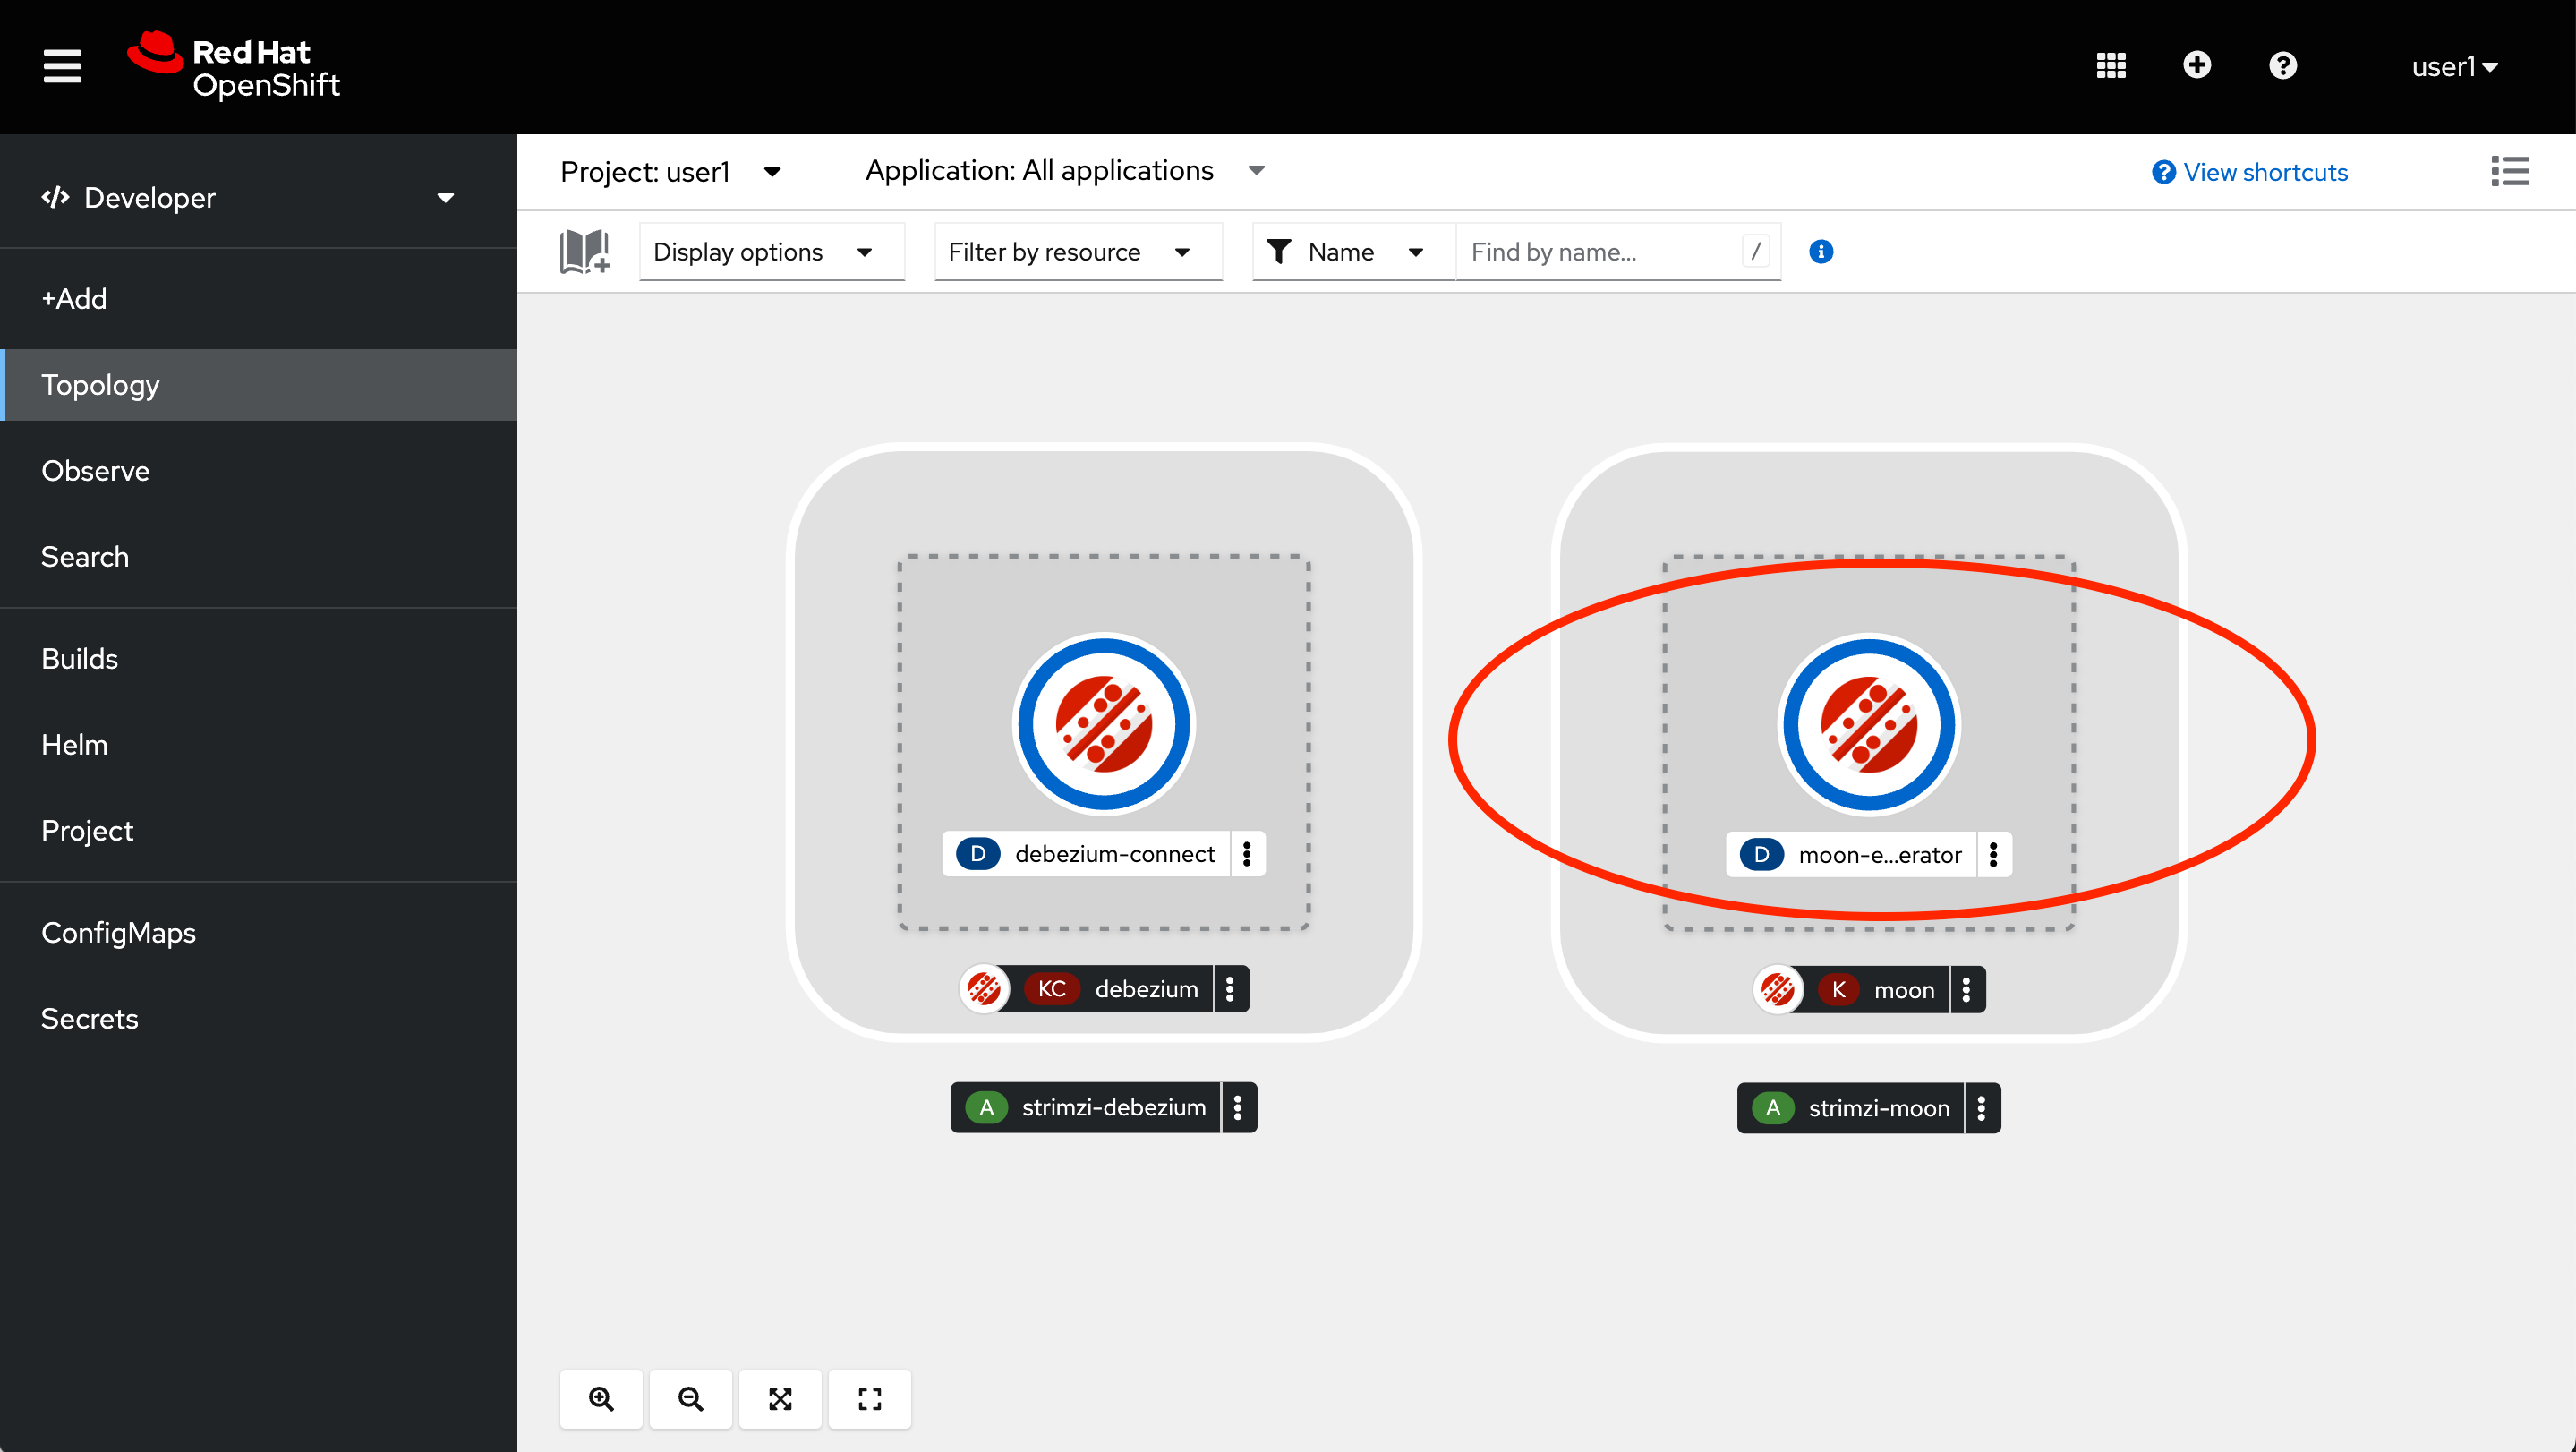 Red Hat
OpenShift
user1
Developer
+Add
Topology
Observe
Search
Builds
Helm
Project
ConfigMaps
Secrets
Project: user1
Application: All applications
View shortcuts
Display options
Filter by resource
Name
Find by name...
/
D debezium-connect
KC debezium
A strimzi-debezium
D moon-e...erator
K moon
A strimzi-moon